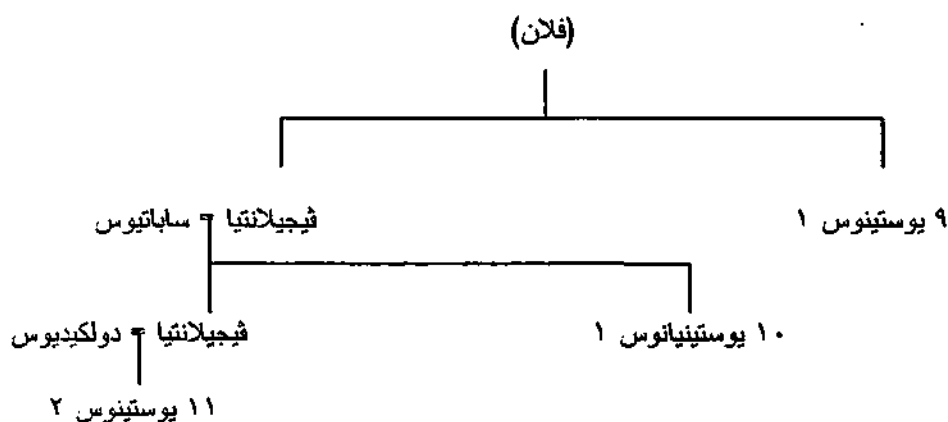 (فلان)
٩ يوستينوس ١
ڤيجيلانتيا = ساباتيوس
١٠ يوستينيانوس ١
ڤيجيلانتيا = دولكيديوس
١١ يوستينوس ٢